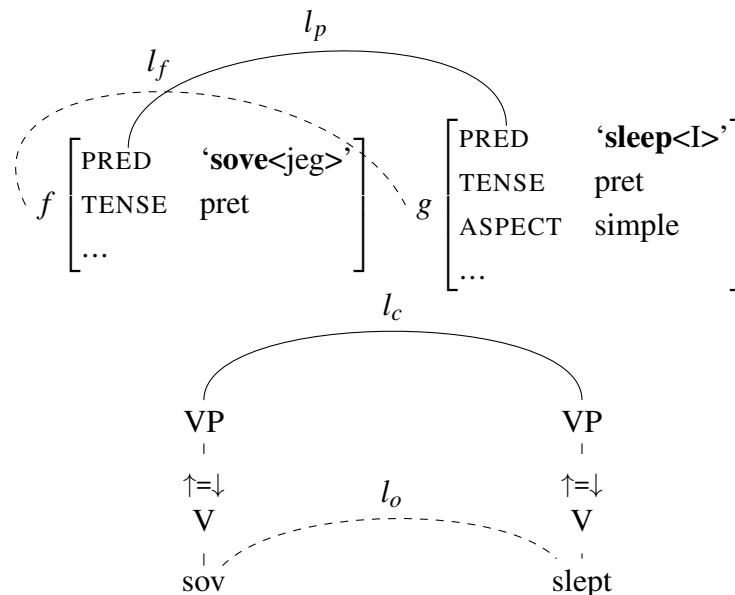 l_p
l_f
f PRED ‘sove<jeg>’
TENSE pret
...
g PRED ‘sleep<I>’
TENSE pret
ASPECT simple
...
l_c
VP VP
↑=↓ ↑=↓
V l_o V
sov slept